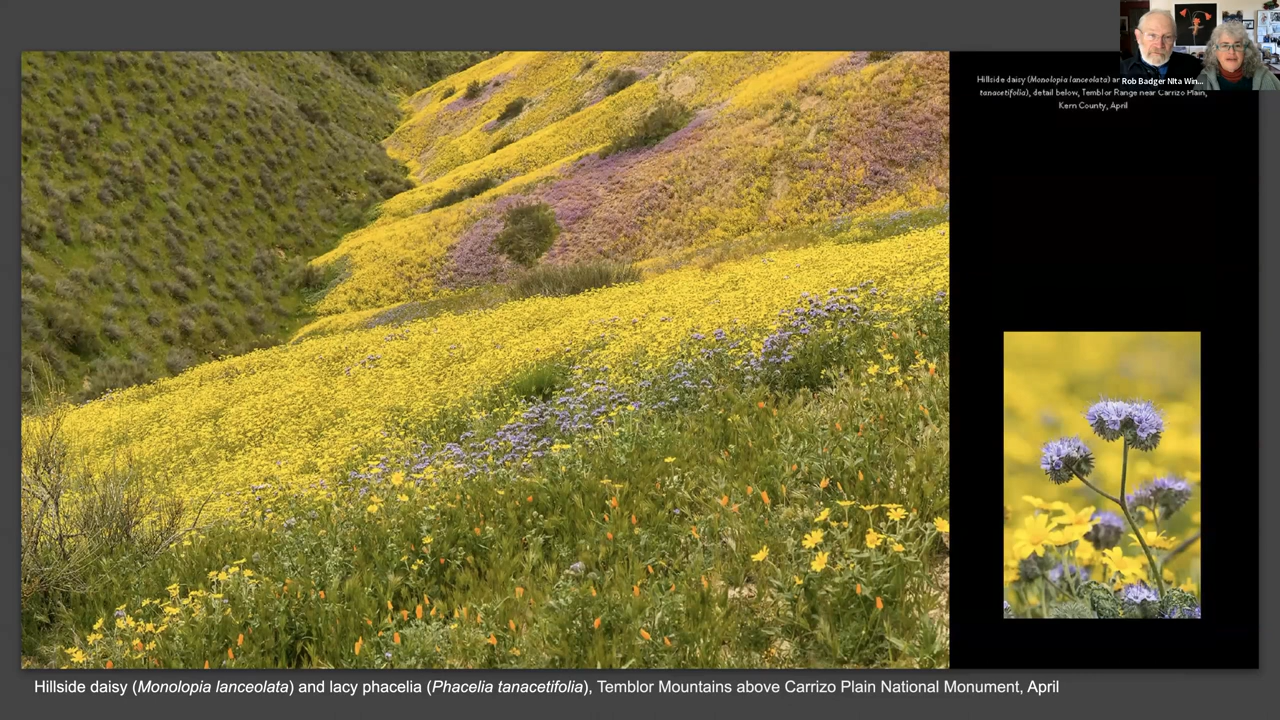 Rob Badger NIta Win...
Hillside daisy (Monolopia lanceolata) ar
tanacetifolia), detail below, Temblor Range near Carrizo Plain,
Kern County, April
Hillside daisy (Monolopia lanceolata) and lacy phacelia (Phacelia tanacetifolia), Temblor Mountains above Carrizo Plain National Monument, April